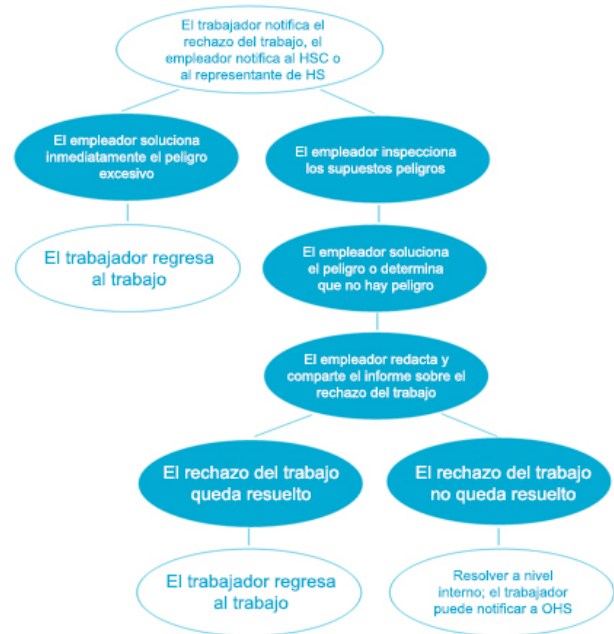 El trabajador notifica el
rechazo del trabajo, el
empleador notifica al HSC o
al representante de HS
El empleador soluciona
inmediatamente el peligro
excesivo
El empleador inspecciona
los supuestos peligros
El trabajador regresa
al trabajo
El empleador soluciona
el peligro o determina
que no hay peligro
El empleador redacta y
comparte el informe sobre el
rechazo del trabajo
El rechazo del trabajo
queda resuelto
El rechazo del trabajo
no queda resuelto
El trabajador regresa
al trabajo
Resolver a nivel
interno; el trabajador
puede notificar a OHS